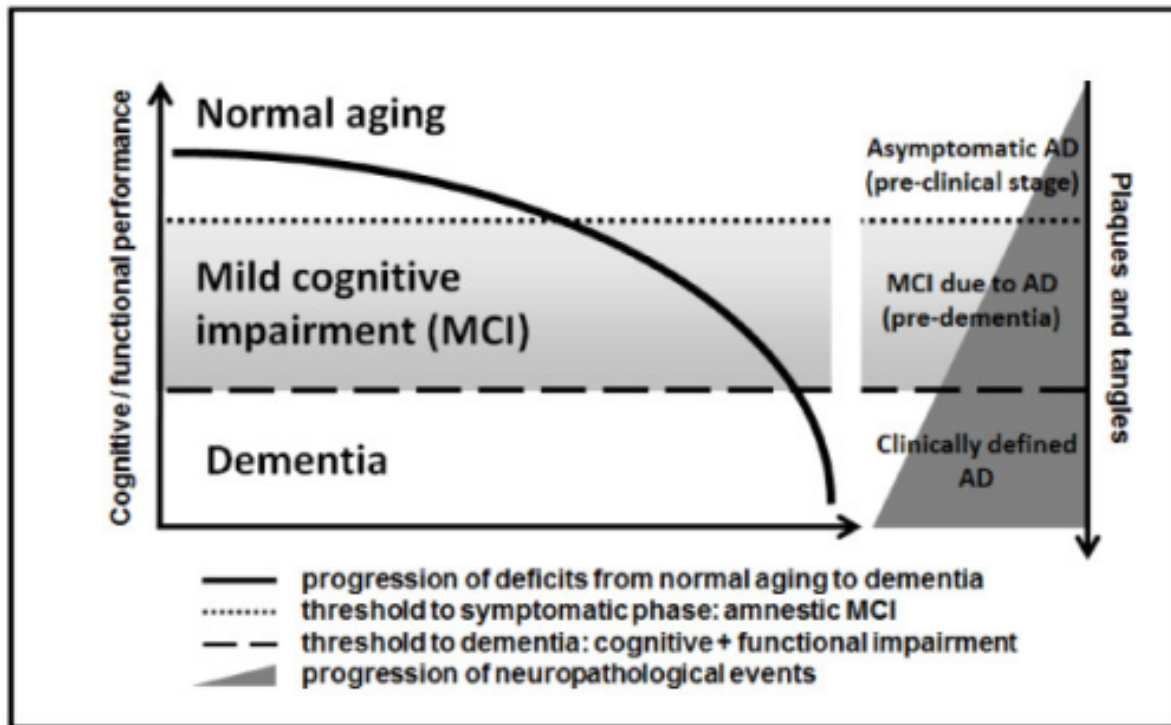 Cognitive / functional performance
Normal aging
Mild cognitive
impairment (MCI)
Dementia
Asymptomatic AD
(pre-clinical stage)
MCI due to AD
(pre-dementia)
Clinically defined
AD
Plaques and tangles
progression of deficits from normal aging to dementia
threshold to symptomatic phase: amnestic MCI
threshold to dementia: cognitive + functional impairment
progression of neuropathological events